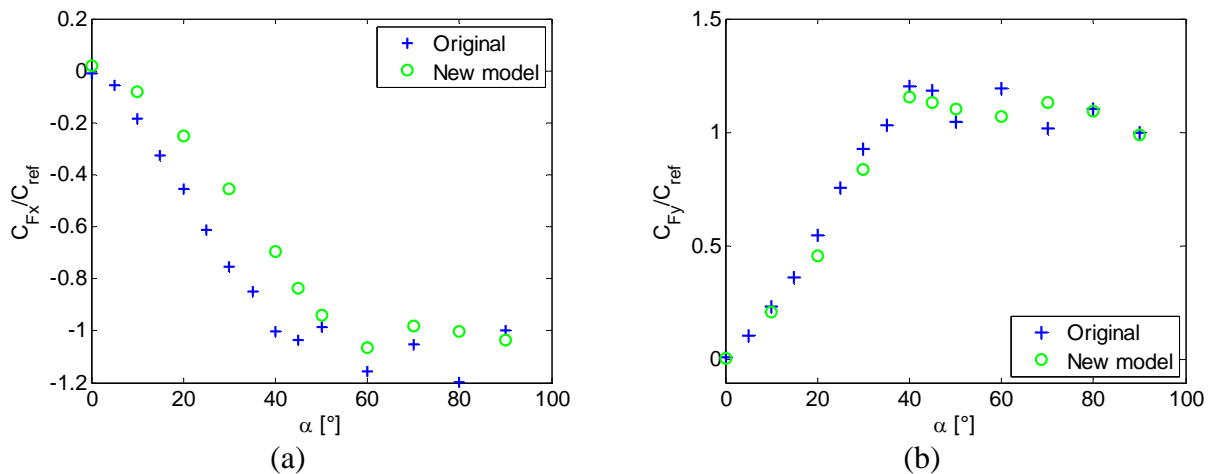 0.2
0
-0.2
-0.4
-0.6
-0.8
-1
-1.2
0 20 40 60 80 100
C_Fx/C_ref
α [°]
Original
New model
(a)
1.5
1
0.5
0
0 20 40 60 80 100
C_Fy/C_ref
α [°]
Original
New model
(b)